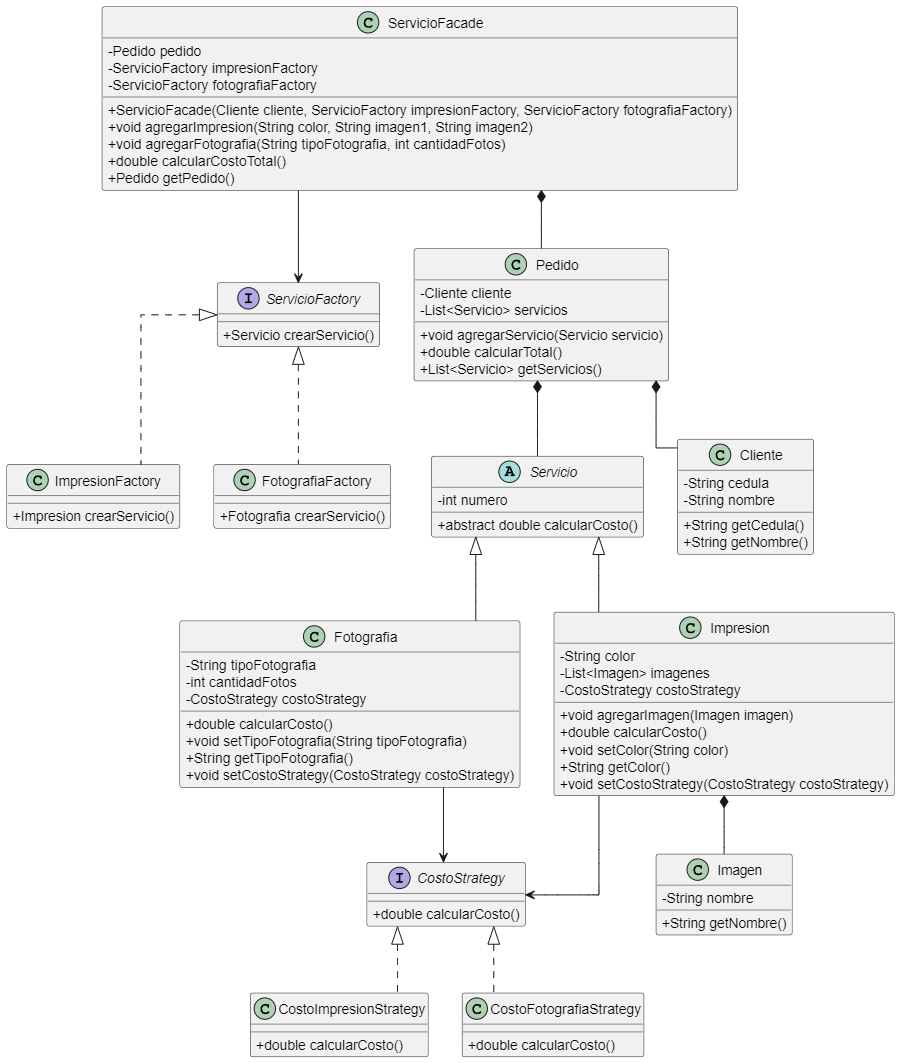 C ServicioFacade
-Pedido pedido
-ServicioFactory impresionFactory
-ServicioFactory fotografiaFactory
+ServicioFacade(Cliente cliente, ServicioFactory impresionFactory, ServicioFactory fotografiaFactory)
+void agregarImpresion(String color, String imagen1, String imagen2)
+void agregarFotografia(String tipoFotografia, int cantidadFotos)
+double calcularCostoTotal()
+Pedido getPedido()
C Pedido
-Cliente cliente
-List<Servicio> servicios
+void agregarServicio(Servicio servicio)
+double calcularTotal()
+List<Servicio> getServicios()
I ServicioFactory
+Servicio crearServicio()
C ImpresionFactory
+Impresion crearServicio()
C FotografiaFactory
+Fotografia crearServicio()
A Servicio
-int numero
+abstract double calcularCosto()
C Cliente
-String cedula
-String nombre
+String getCedula()
+String getNombre()
C Fotografia
-String tipoFotografia
-int cantidadFotos
-CostoStrategy costoStrategy
+double calcularCosto()
+void setTipoFotografia(String tipoFotografia)
+String getTipoFotografia()
+void setCostoStrategy(CostoStrategy costoStrategy)
C Impresion
-String color
-List<Imagen> imagenes
-CostoStrategy costoStrategy
+void agregarImagen(Imagen imagen)
+double calcularCosto()
+void setColor(String color)
+String getColor()
+void setCostoStrategy(CostoStrategy costoStrategy)
I CostoStrategy
+double calcularCosto()
C Imagen
-String nombre
+String getNombre()
C CostoImpresionStrategy
+double calcularCosto()
C CostoFotografiaStrategy
+double calcularCosto()